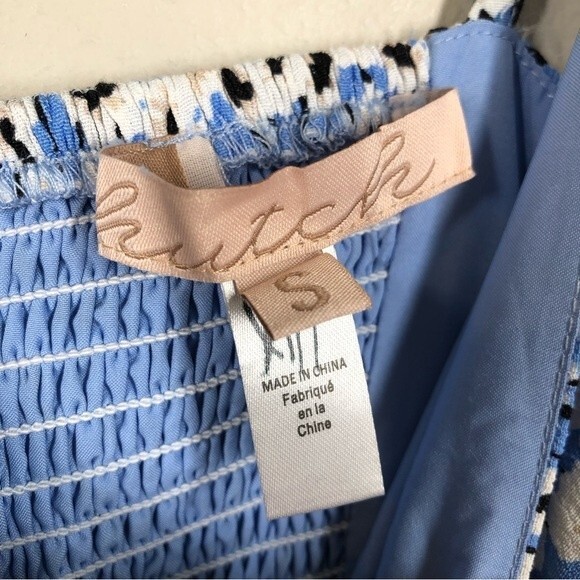 hutch
S
MADE IN CHINA
Fabriqué
en la
Chine